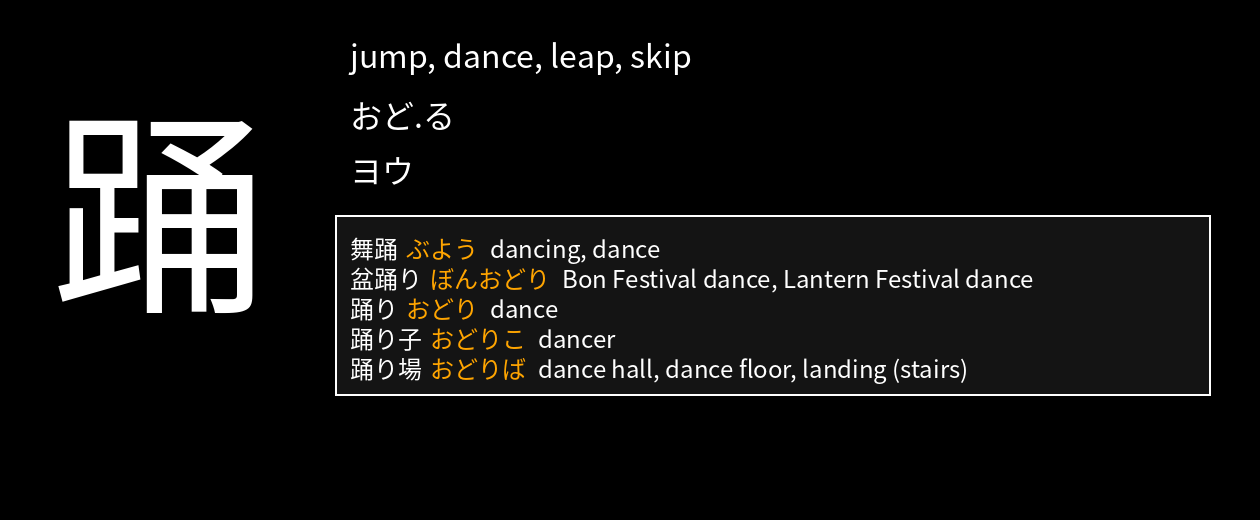 踊
jump, dance, leap, skip
おど.る
ヨウ
舞踊 ぶよう dancing, dance
盆踊り ぼんおどり Bon Festival dance, Lantern Festival dance
踊り おどり dance
踊り子 おどりこ dancer
踊り場 おどりば dance hall, dance floor, landing (stairs)